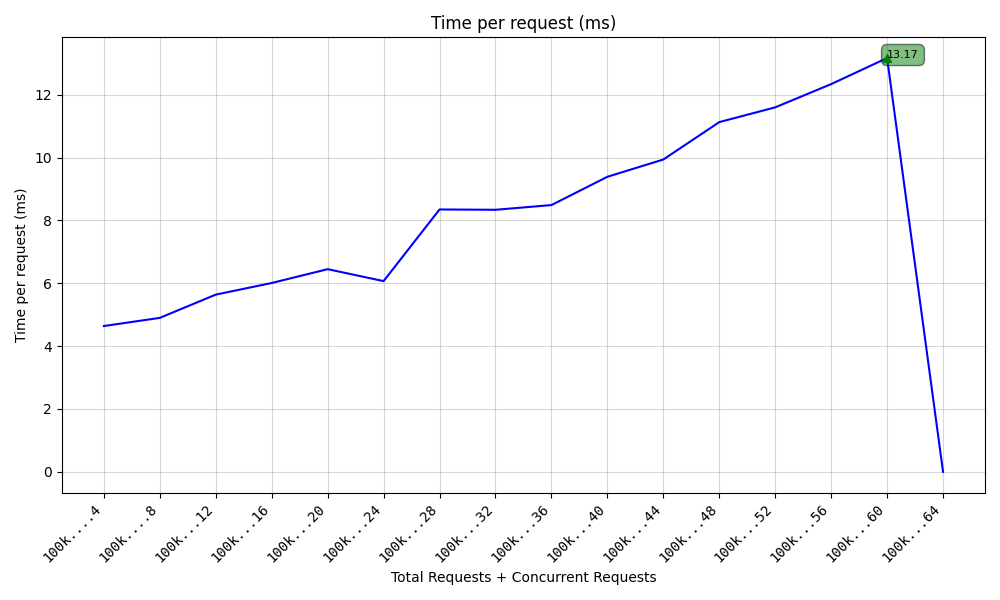 Time per request (ms)
13.17
Time per request (ms)
12
10
8
6
4
2
0
100k....4
100k....8
100k...12
100k...16
100k...20
100k...24
100k...28
100k...32
100k...36
100k...40
100k...44
100k...48
100k...52
100k...56
100k...60
100k...64
Total Requests + Concurrent Requests